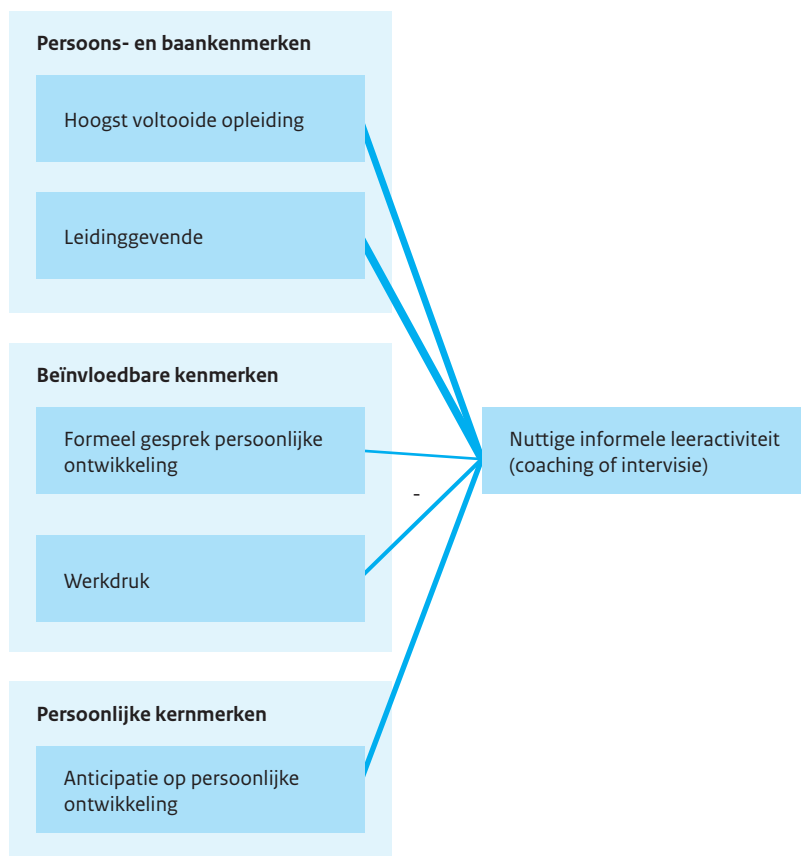 Persoons- en baankenmerken
Hoogst voltooide opleiding
Leidinggevende
Beïnvloedbare kenmerken
Formeel gesprek persoonlijke
ontwikkeling
Nuttige informele leeractiviteit
(coaching of intervisie)
-
Werkdruk
Persoonlijke kernmerken
Anticipatie op persoonlijke
ontwikkeling